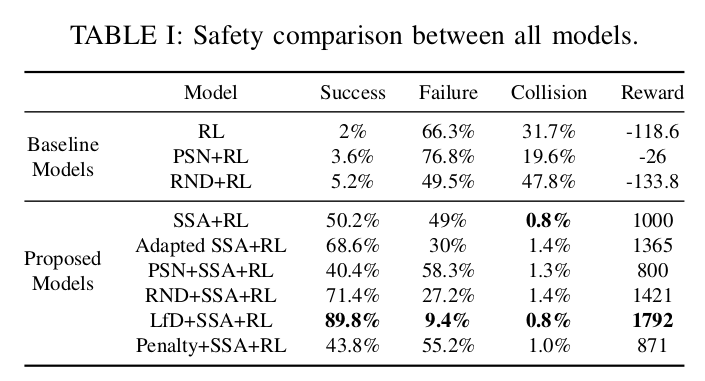 TABLE I: Safety comparison between all models.
Model Success Failure Collision Reward
Baseline Models
RL 2% 66.3% 31.7% -118.6
PSN+RL 3.6% 76.8% 19.6% -26
RND+RL 5.2% 49.5% 47.8% -133.8
Proposed Models
SSA+RL 50.2% 49% 0.8% 1000
Adapted SSA+RL 68.6% 30% 1.4% 1365
PSN+SSA+RL 40.4% 58.3% 1.3% 800
RND+SSA+RL 71.4% 27.2% 1.4% 1421
LfD+SSA+RL 89.8% 9.4% 0.8% 1792
Penalty+SSA+RL 43.8% 55.2% 1.0% 871